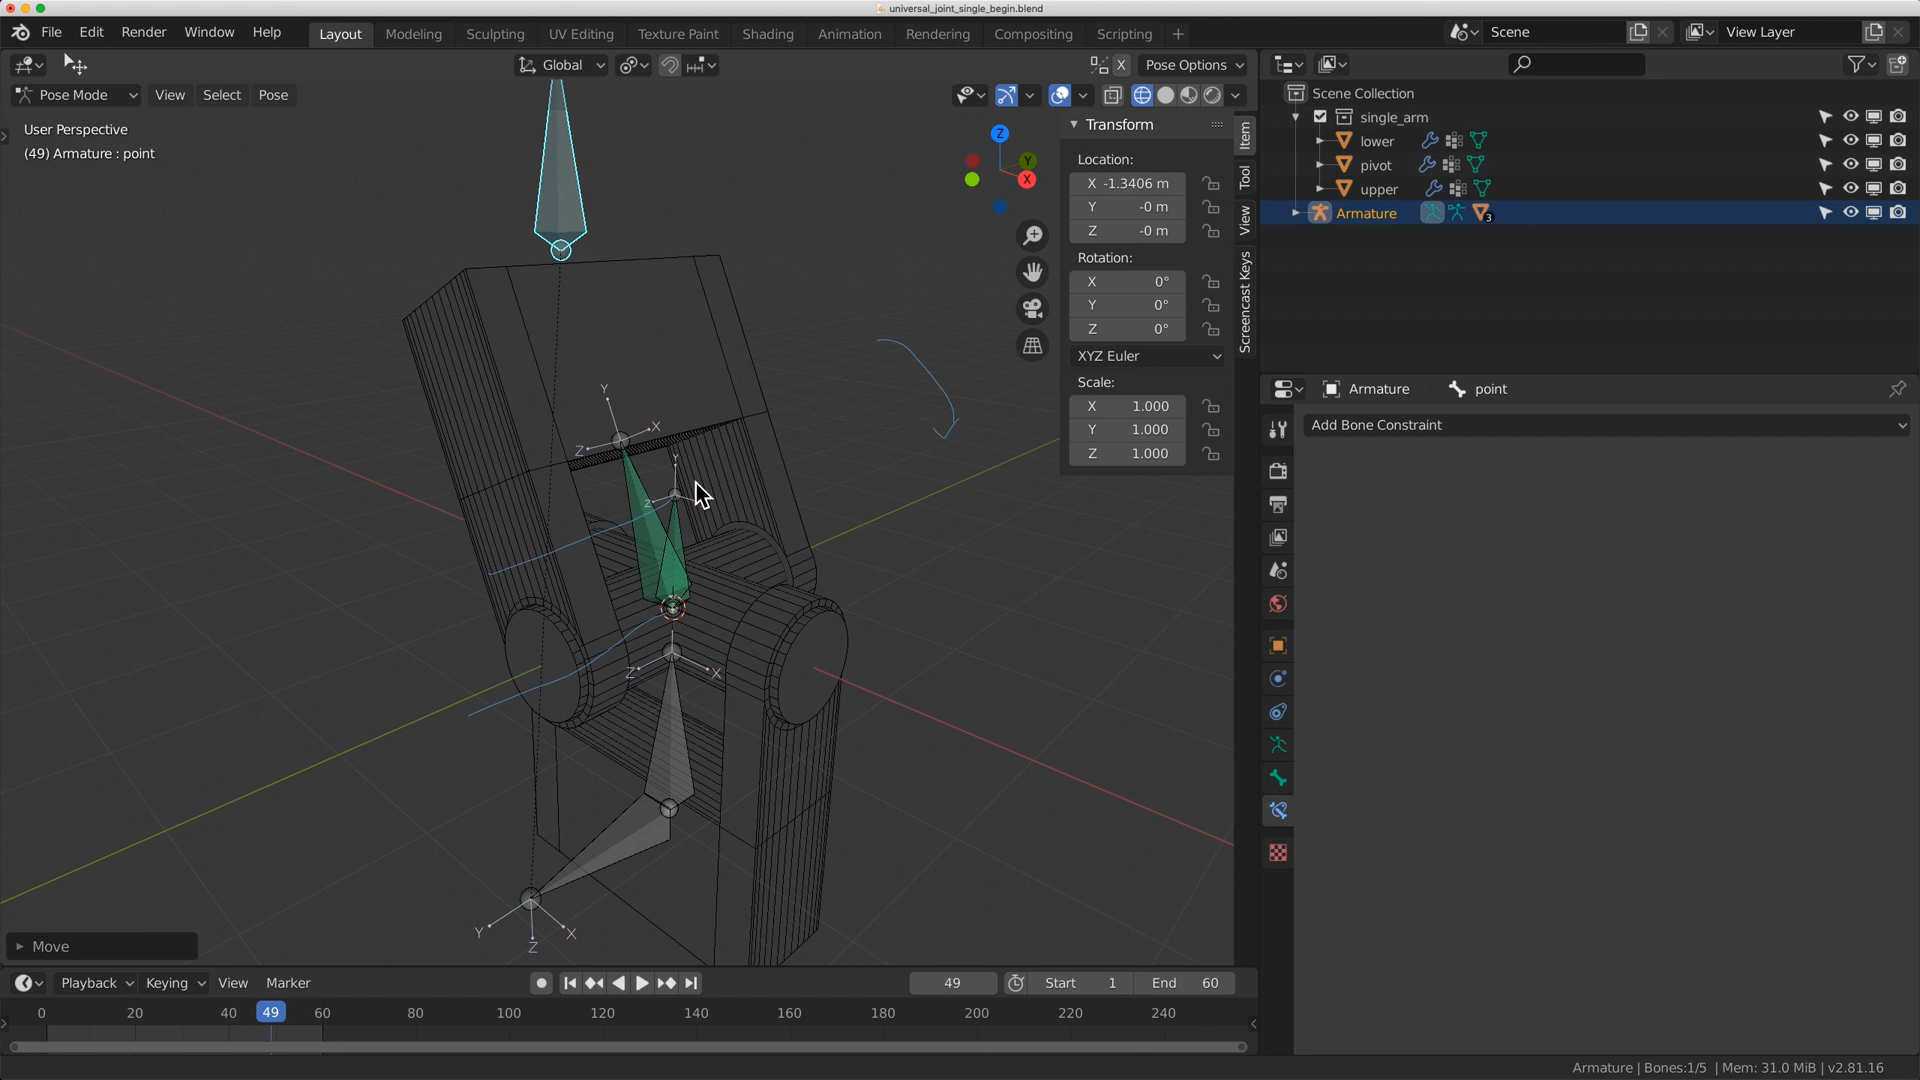 universal_joint_single_begin.blend
File Edit Render Window Help Layout Modeling Sculpting UV Editing Texture Paint Shading Animation Rendering Compositing Scripting + Scene View Layer
Global X Pose Options
Pose Mode View Select Pose
User Perspective
(49) Armature : point
Transform
Location:
X -1.3406 m
Y -0 m
Z -0 m
Rotation:
X 0°
Y 0°
Z 0°
XYZ Euler
Scale:
X 1.000
Y 1.000
Z 1.000
Item
Tool
View
Screencast Keys
Z
Y
X
Y
X
Z
Y
Z
Z
X
Y
Z
X
Scene Collection
single_arm
lower
pivot
upper
Armature 3
Armature point
Add Bone Constraint
Move
Playback Keying View Marker 49 Start 1 End 60
0 20 40 49 60 80 100 120 140 160 180 200 220 240
Armature | Bones:1/5 | Mem: 31.0 MiB | v2.81.16